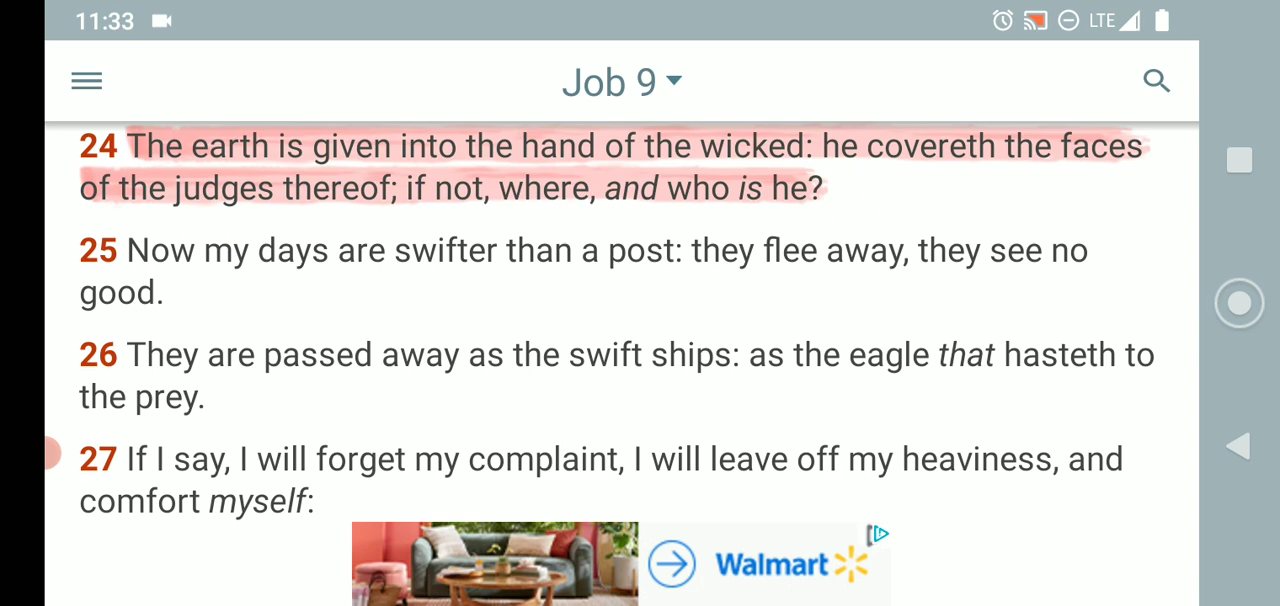 11:33
LTE
Job 9
24 The earth is given into the hand of the wicked: he covereth the faces
of the judges thereof; if not, where, and who is he?
25 Now my days are swifter than a post: they flee away, they see no
good.
26 They are passed away as the swift ships: as the eagle that hasteth to
the prey.
27 If I say, I will forget my complaint, I will leave off my heaviness, and
comfort myself:
Walmart